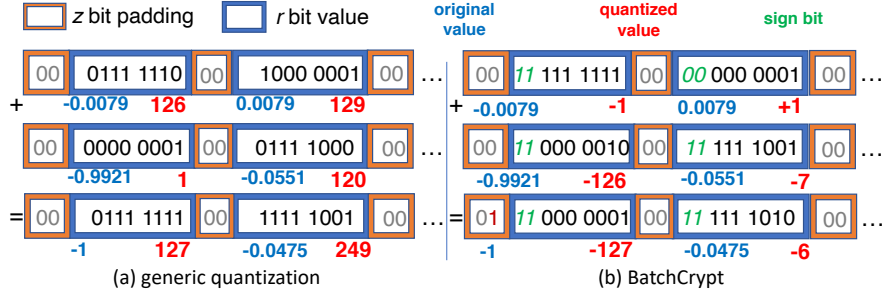 z bit padding r bit value original value quantized value sign bit
00 0111 1110 00 1000 0001 00 ... 00 11 111 1111 00 00 000 0001 00 ...
+ -0.0079 126 0.0079 129 + -0.0079 -1 0.0079 +1
00 0000 0001 00 0111 1000 00 ... 00 11 000 0010 00 11 111 1001 00 ...
-0.9921 1 -0.0551 120 -0.9921 -126 -0.0551 -7
= 00 0111 1111 00 1111 1001 00 ... = 01 11 000 0001 00 11 111 1010 00 ...
-1 127 -0.0475 249 -1 -127 -0.0475 -6
(a) generic quantization (b) BatchCrypt